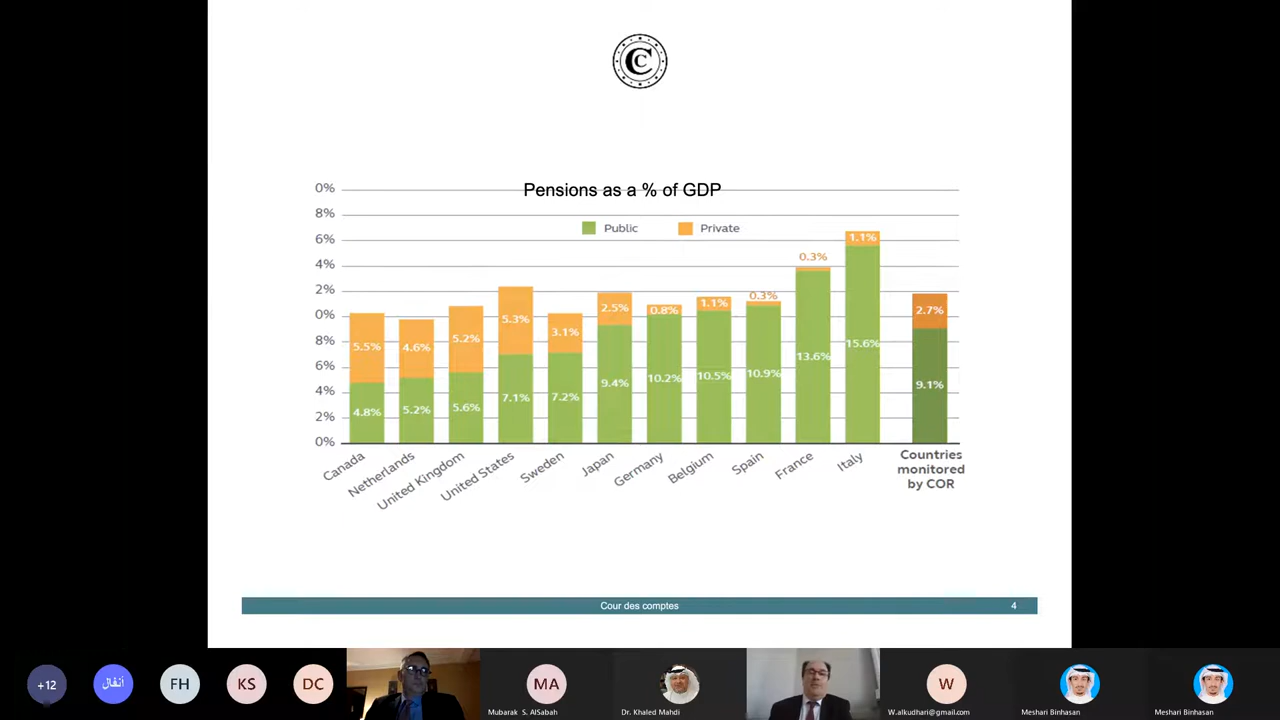 CC
Pensions as a % of GDP
Public Private
0%
8%
6%
4%
2%
0%
8%
6%
4%
2%
0%
5.5%
4.8%
4.6%
5.2%
5.2%
5.6%
5.3%
7.1%
3.1%
7.2%
2.5%
9.4%
0.8%
10.2%
1.1%
10.5%
0.3%
10.9%
0.3%
13.6%
1.1%
15.6%
2.7%
9.1%
Canada
Netherlands
United Kingdom
United States
Sweden
Japan
Germany
Belgium
Spain
France
Italy
Countries
monitored
by COR
Cour des comptes 4
+12
أنفال
FH
KS
DC
MA
Mubarak S. AlSabah
Dr. Khaled Mahdi
W
W.alkudhari@gmail.com
Meshari Binhasan
Meshari Binhasan